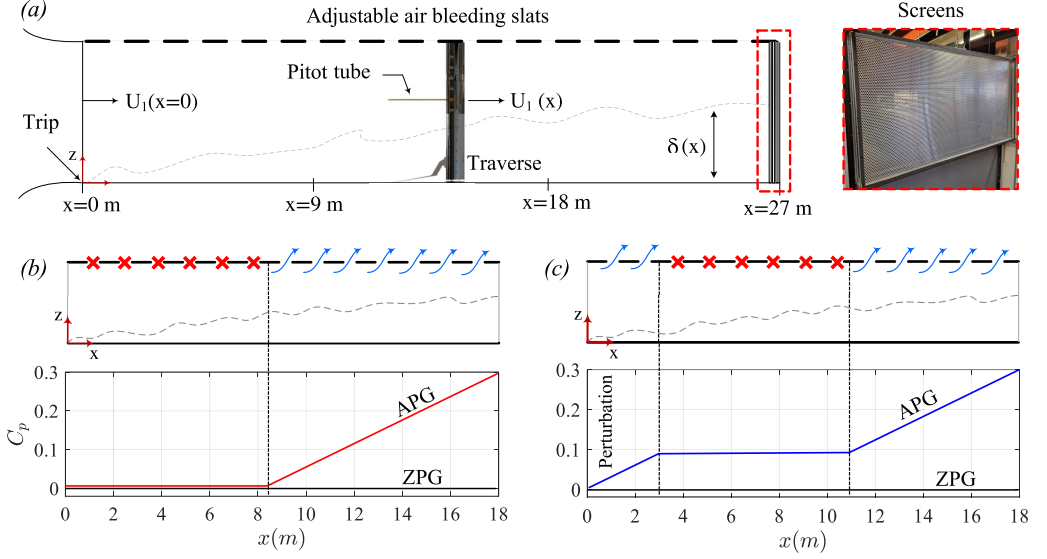 (a)
Adjustable air bleeding slats
Screens
Pitot tube
U₁(x=0)
U₁ (x)
Trip
z
Traverse
δ(x)
x=0 m
x=9 m
x=18 m
x=27 m
(b)
z
x
0.3
0.2
0.1
0
C_p
APG
ZPG
0 2 4 6 8 10 12 14 16 18
x(m)
(c)
z
x
0.3
0.2
0.1
0
Perturbation
APG
ZPG
0 2 4 6 8 10 12 14 16 18
x(m)